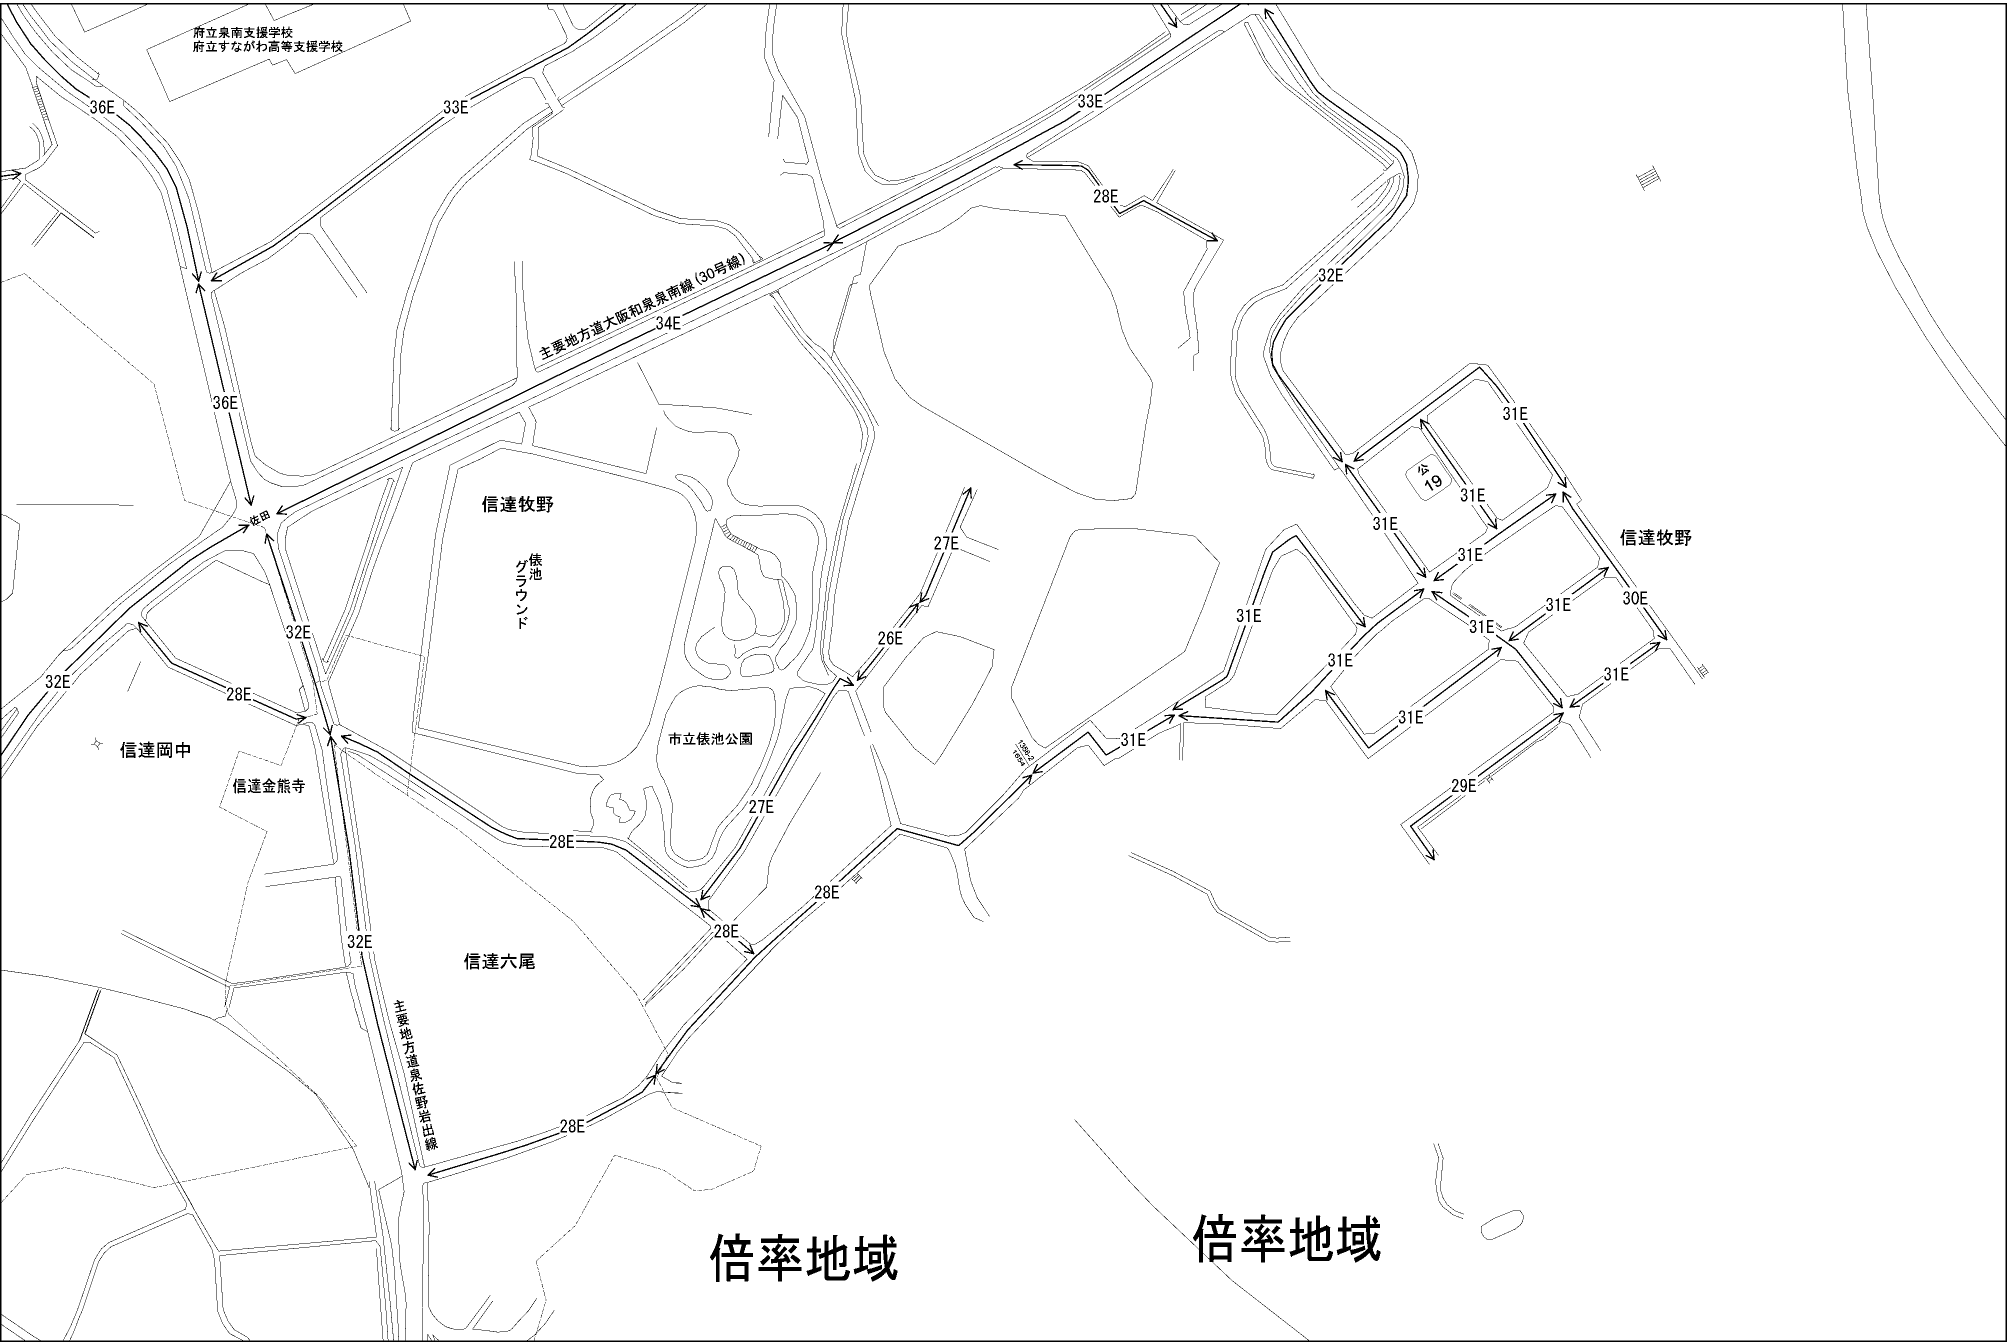 府立泉南支援学校
府立すながわ高等支援学校
36E
33E
33E
28E
32E
主要地方道大阪和泉泉南線(30号線)
34E
36E
31E
公
19
31E
31E
31E
信達牧野
佐田
信達牧野
俵池
グラウンド
27E
31E
30E
31E
31E
32E
26E
31E
31E
31E
32E
28E
信達岡中
信達金熊寺
市立俵池公園
1366-2
1654
31E
29E
27E
28E
28E
28E
32E
信達六尾
主要地方道泉佐野岩出線
28E
倍率地域
倍率地域